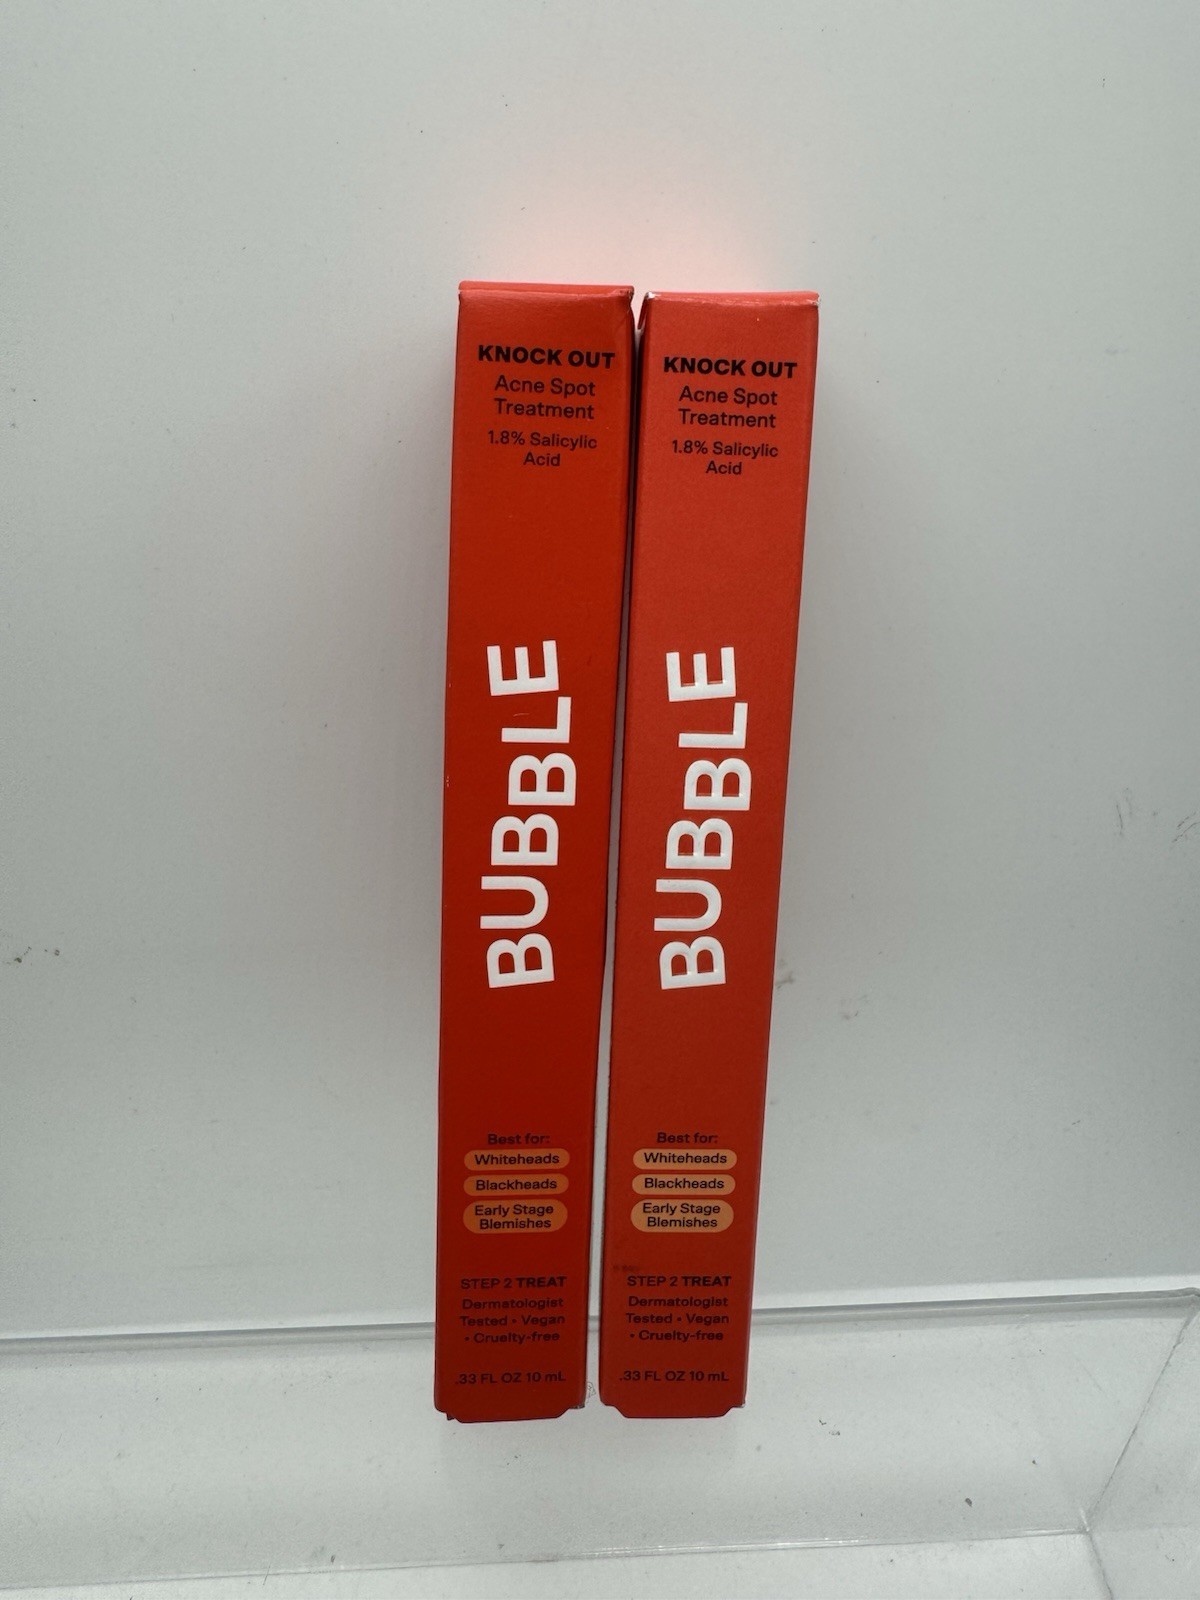 KNOCK OUT
Acne Spot
Treatment
1.8% Salicylic
Acid
BUBBLE
Best for:
Whiteheads
Blackheads
Early Stage
Blemishes
STEP 2 TREAT
Dermatologist
Tested • Vegan
• Cruelty-free
.33 FL OZ 10 mL
KNOCK OUT
Acne Spot
Treatment
1.8% Salicylic
Acid
BUBBLE
Best for:
Whiteheads
Blackheads
Early Stage
Blemishes
STEP 2 TREAT
Dermatologist
Tested • Vegan
• Cruelty-free
.33 FL OZ 10 mL